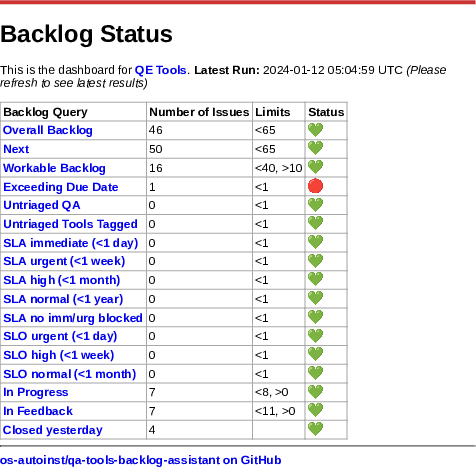 Backlog Status
This is the dashboard for QE Tools. Latest Run: 2024-01-12 05:04:59 UTC (Please
refresh to see latest results)
Backlog Query Number of Issues Limits Status
Overall Backlog 46 <65 💚
Next 50 <65 💚
Workable Backlog 16 <40, >10 💚
Exceeding Due Date 1 <1 🔴
Untriaged QA 0 <1 💚
Untriaged Tools Tagged 0 <1 💚
SLA immediate (<1 day) 0 <1 💚
SLA urgent (<1 week) 0 <1 💚
SLA high (<1 month) 0 <1 💚
SLA normal (<1 year) 0 <1 💚
SLA no imm/urg blocked 0 <1 💚
SLO urgent (<1 day) 0 <1 💚
SLO high (<1 week) 0 <1 💚
SLO normal (<1 month) 0 <1 💚
In Progress 7 <8, >0 💚
In Feedback 7 <11, >0 💚
Closed yesterday 4 💚
os-autoinst/qa-tools-backlog-assistant on GitHub